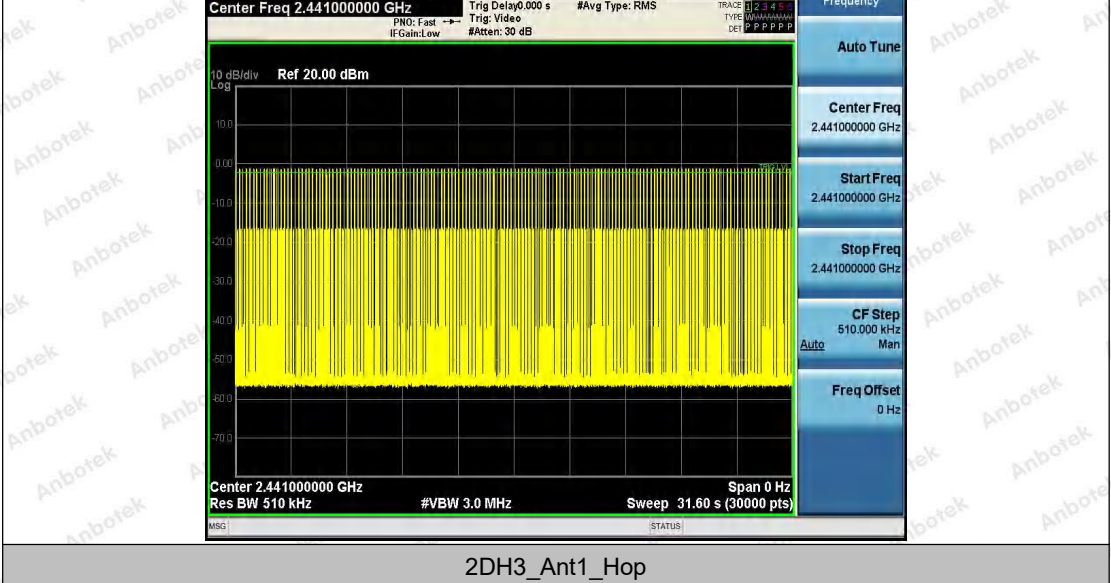 Center Freq 2.441000000 GHz
Trig Delay0.000 s
#Avg Type: RMS
TRACE 1 2 3 4 5 6
Frequency
PNO: Fast
Trig: Video
TYPE
IFGain:Low
#Atten: 30 dB
DET P P P P P P
Auto Tune
10 dB/div
Ref 20.00 dBm
Log
Center Freq
2.441000000 GHz
10.0
0.00
TRIG LVL
Start Freq
2.441000000 GHz
-10.0
-20.0
Stop Freq
2.441000000 GHz
-30.0
-40.0
CF Step
510.000 kHz
Auto
Man
-50.0
Freq Offset
0 Hz
-60.0
-70.0
Center 2.441000000 GHz
Span 0 Hz
Res BW 510 kHz
#VBW 3.0 MHz
Sweep 31.60 s (30000 pts)
MSG
STATUS
2DH3_Ant1_Hop
Anbotek